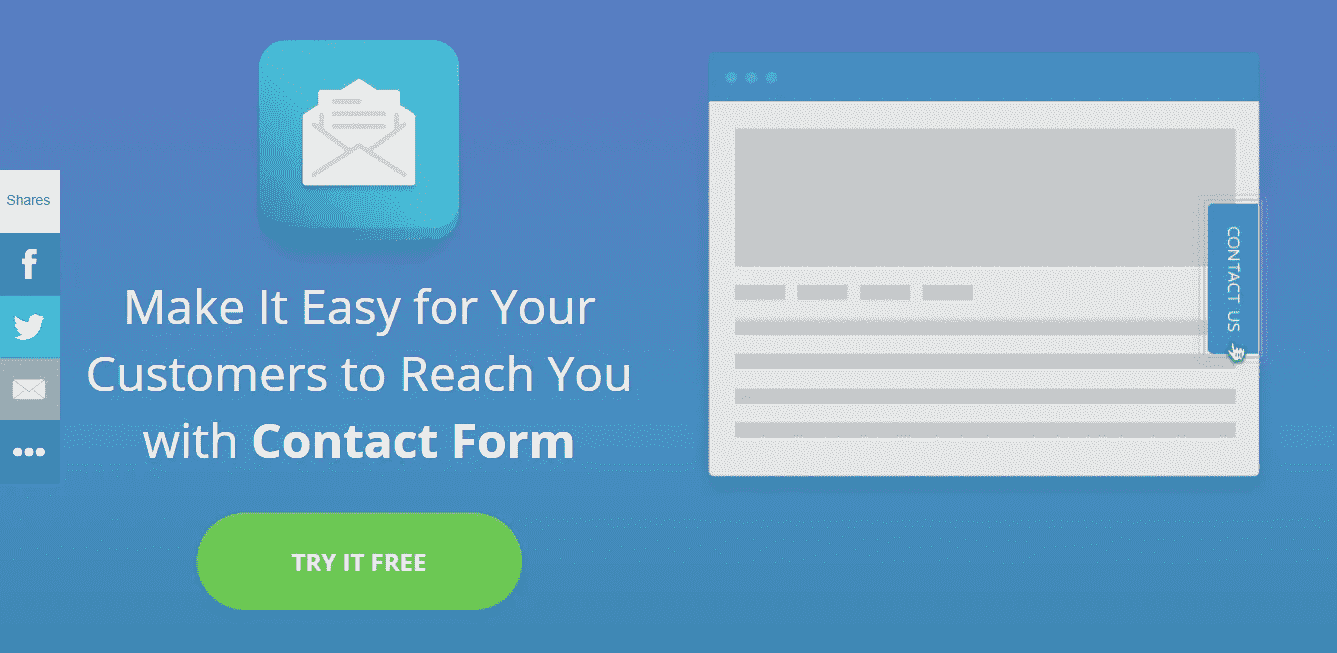 Shares
Make It Easy for Your
Customers to Reach You
with Contact Form
TRY IT FREE
CONTACT US